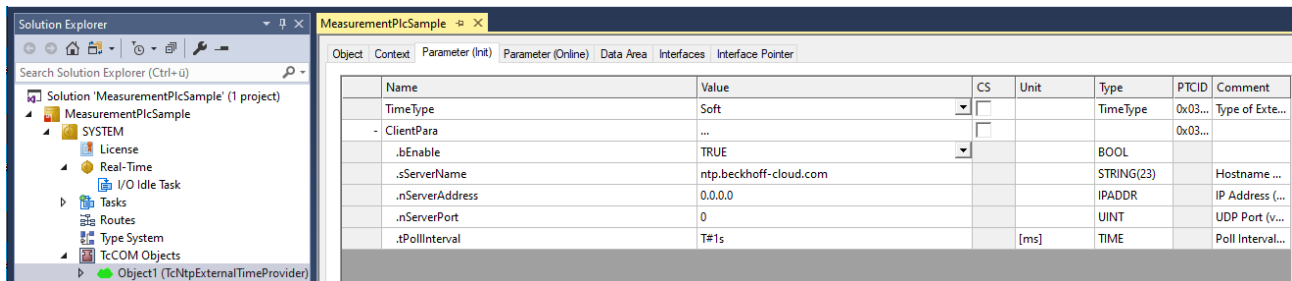 Solution Explorer
Search Solution Explorer (Ctrl+ü)
Solution 'MeasurementPlcSample' (1 project)
MeasurementPlcSample
SYSTEM
License
Real-Time
I/O Idle Task
Tasks
Routes
Type System
TcCOM Objects
Object1 (TcNtpExternalTimeProvider)
MeasurementPlcSample
Object Context Parameter (Init) Parameter (Online) Data Area Interfaces Interface Pointer
Name Value CS Unit Type PTCID Comment
TimeType Soft TimeType 0x03... Type of Exte...
- ClientPara ... 0x03...
.bEnable TRUE BOOL
.sServerName ntp.beckhoff-cloud.com STRING(23) Hostname ...
.nServerAddress 0.0.0.0 IPADDR IP Address (...
.nServerPort 0 UINT UDP Port (v...
.tPollInterval T#1s [ms] TIME Poll Interval...